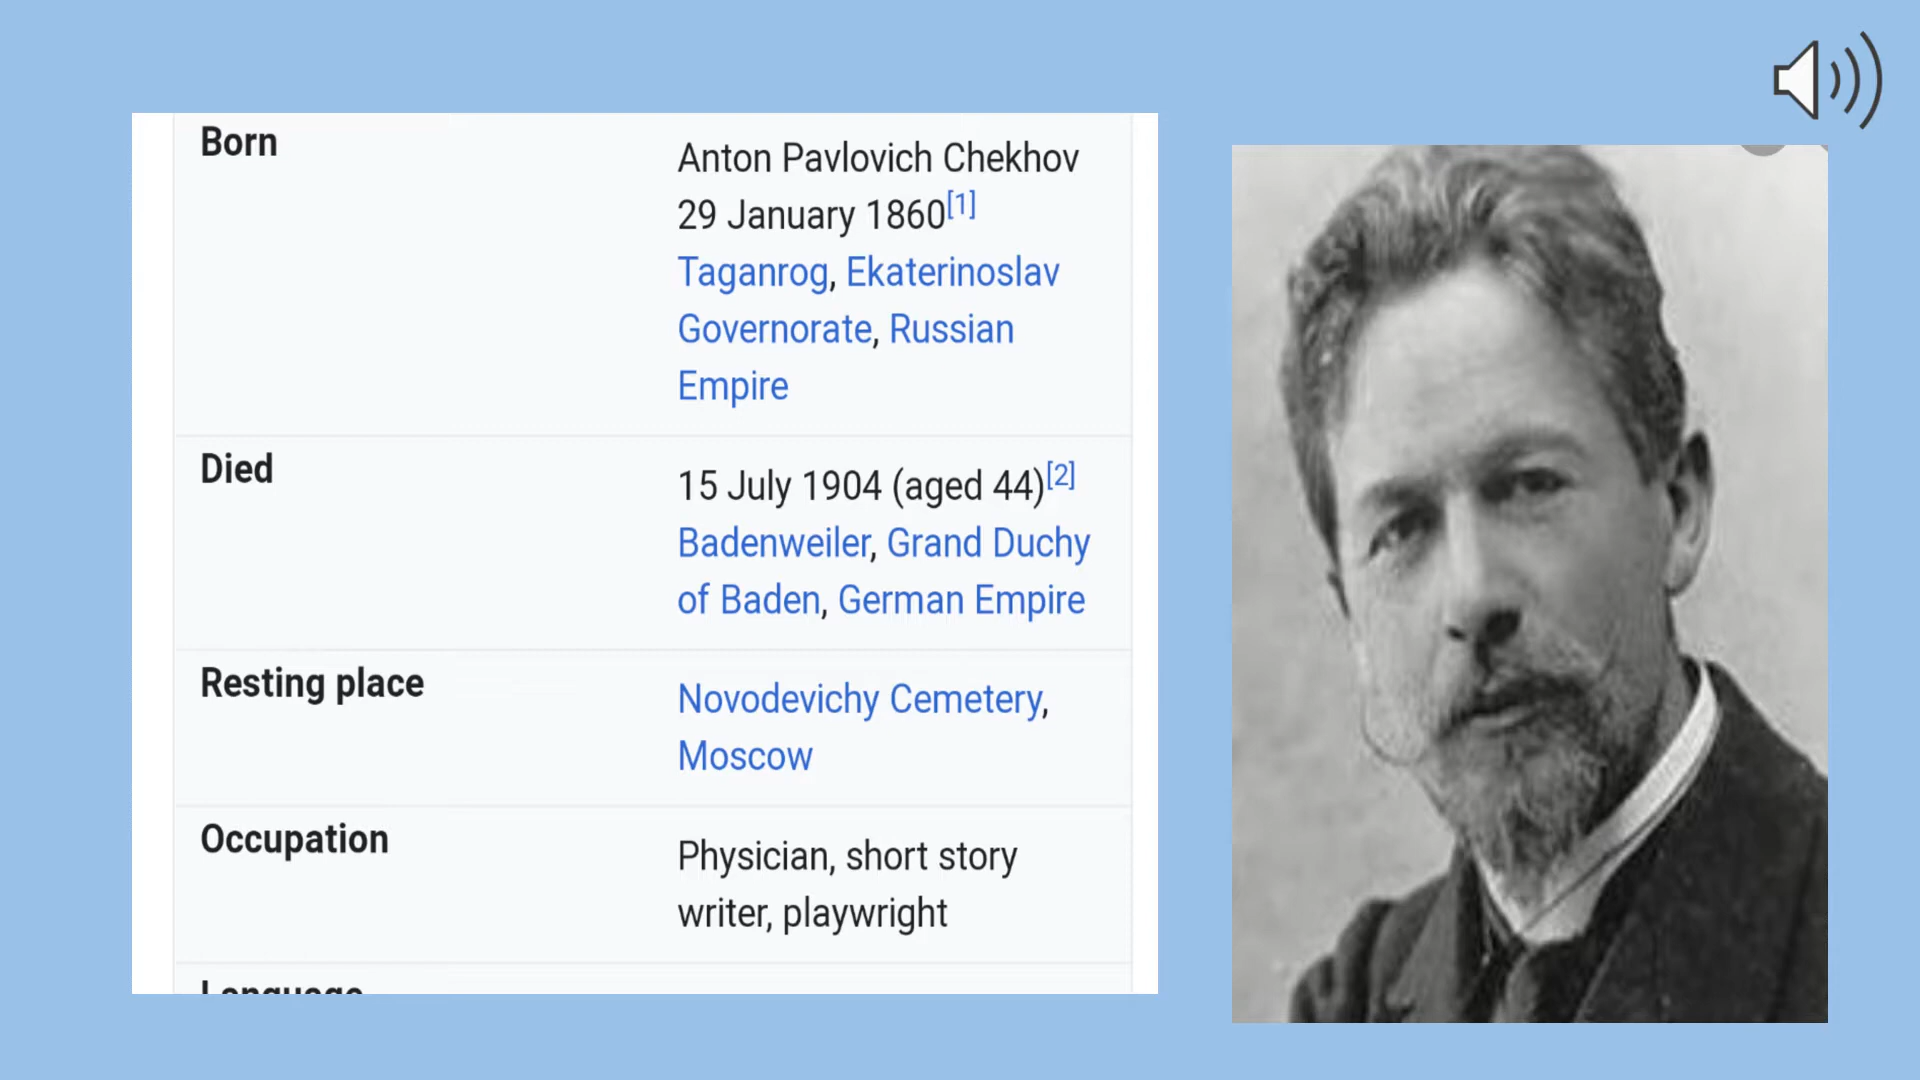 Born
Anton Pavlovich Chekhov
29 January 1860[1]
Taganrog, Ekaterinoslav
Governorate, Russian
Empire
Died
15 July 1904 (aged 44)[2]
Badenweiler, Grand Duchy
of Baden, German Empire
Resting place
Novodevichy Cemetery,
Moscow
Occupation
Physician, short story
writer, playwright
Language